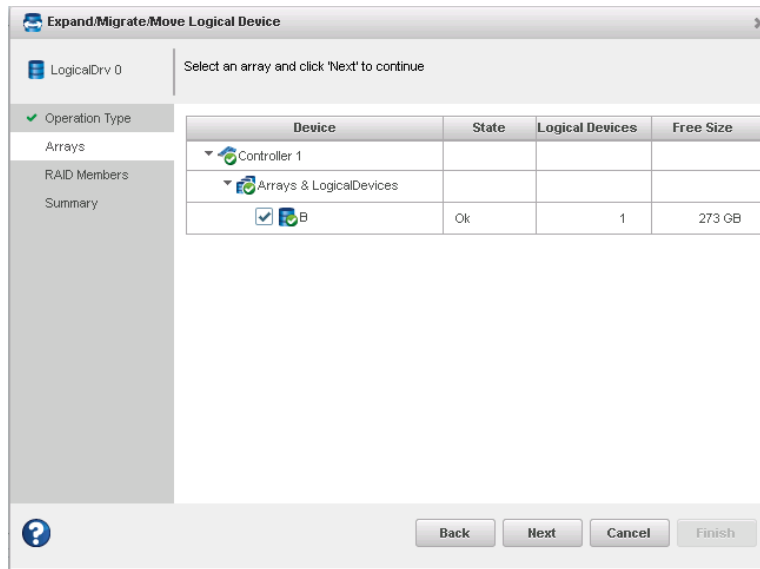 Expand/Migrate/Move Logical Device
LogicalDrv 0
Select an array and click 'Next' to continue
Operation Type
Arrays
RAID Members
Summary
Device State Logical Devices Free Size
Controller 1
Arrays & LogicalDevices
B Ok 1 273 GB
? Back Next Cancel Finish